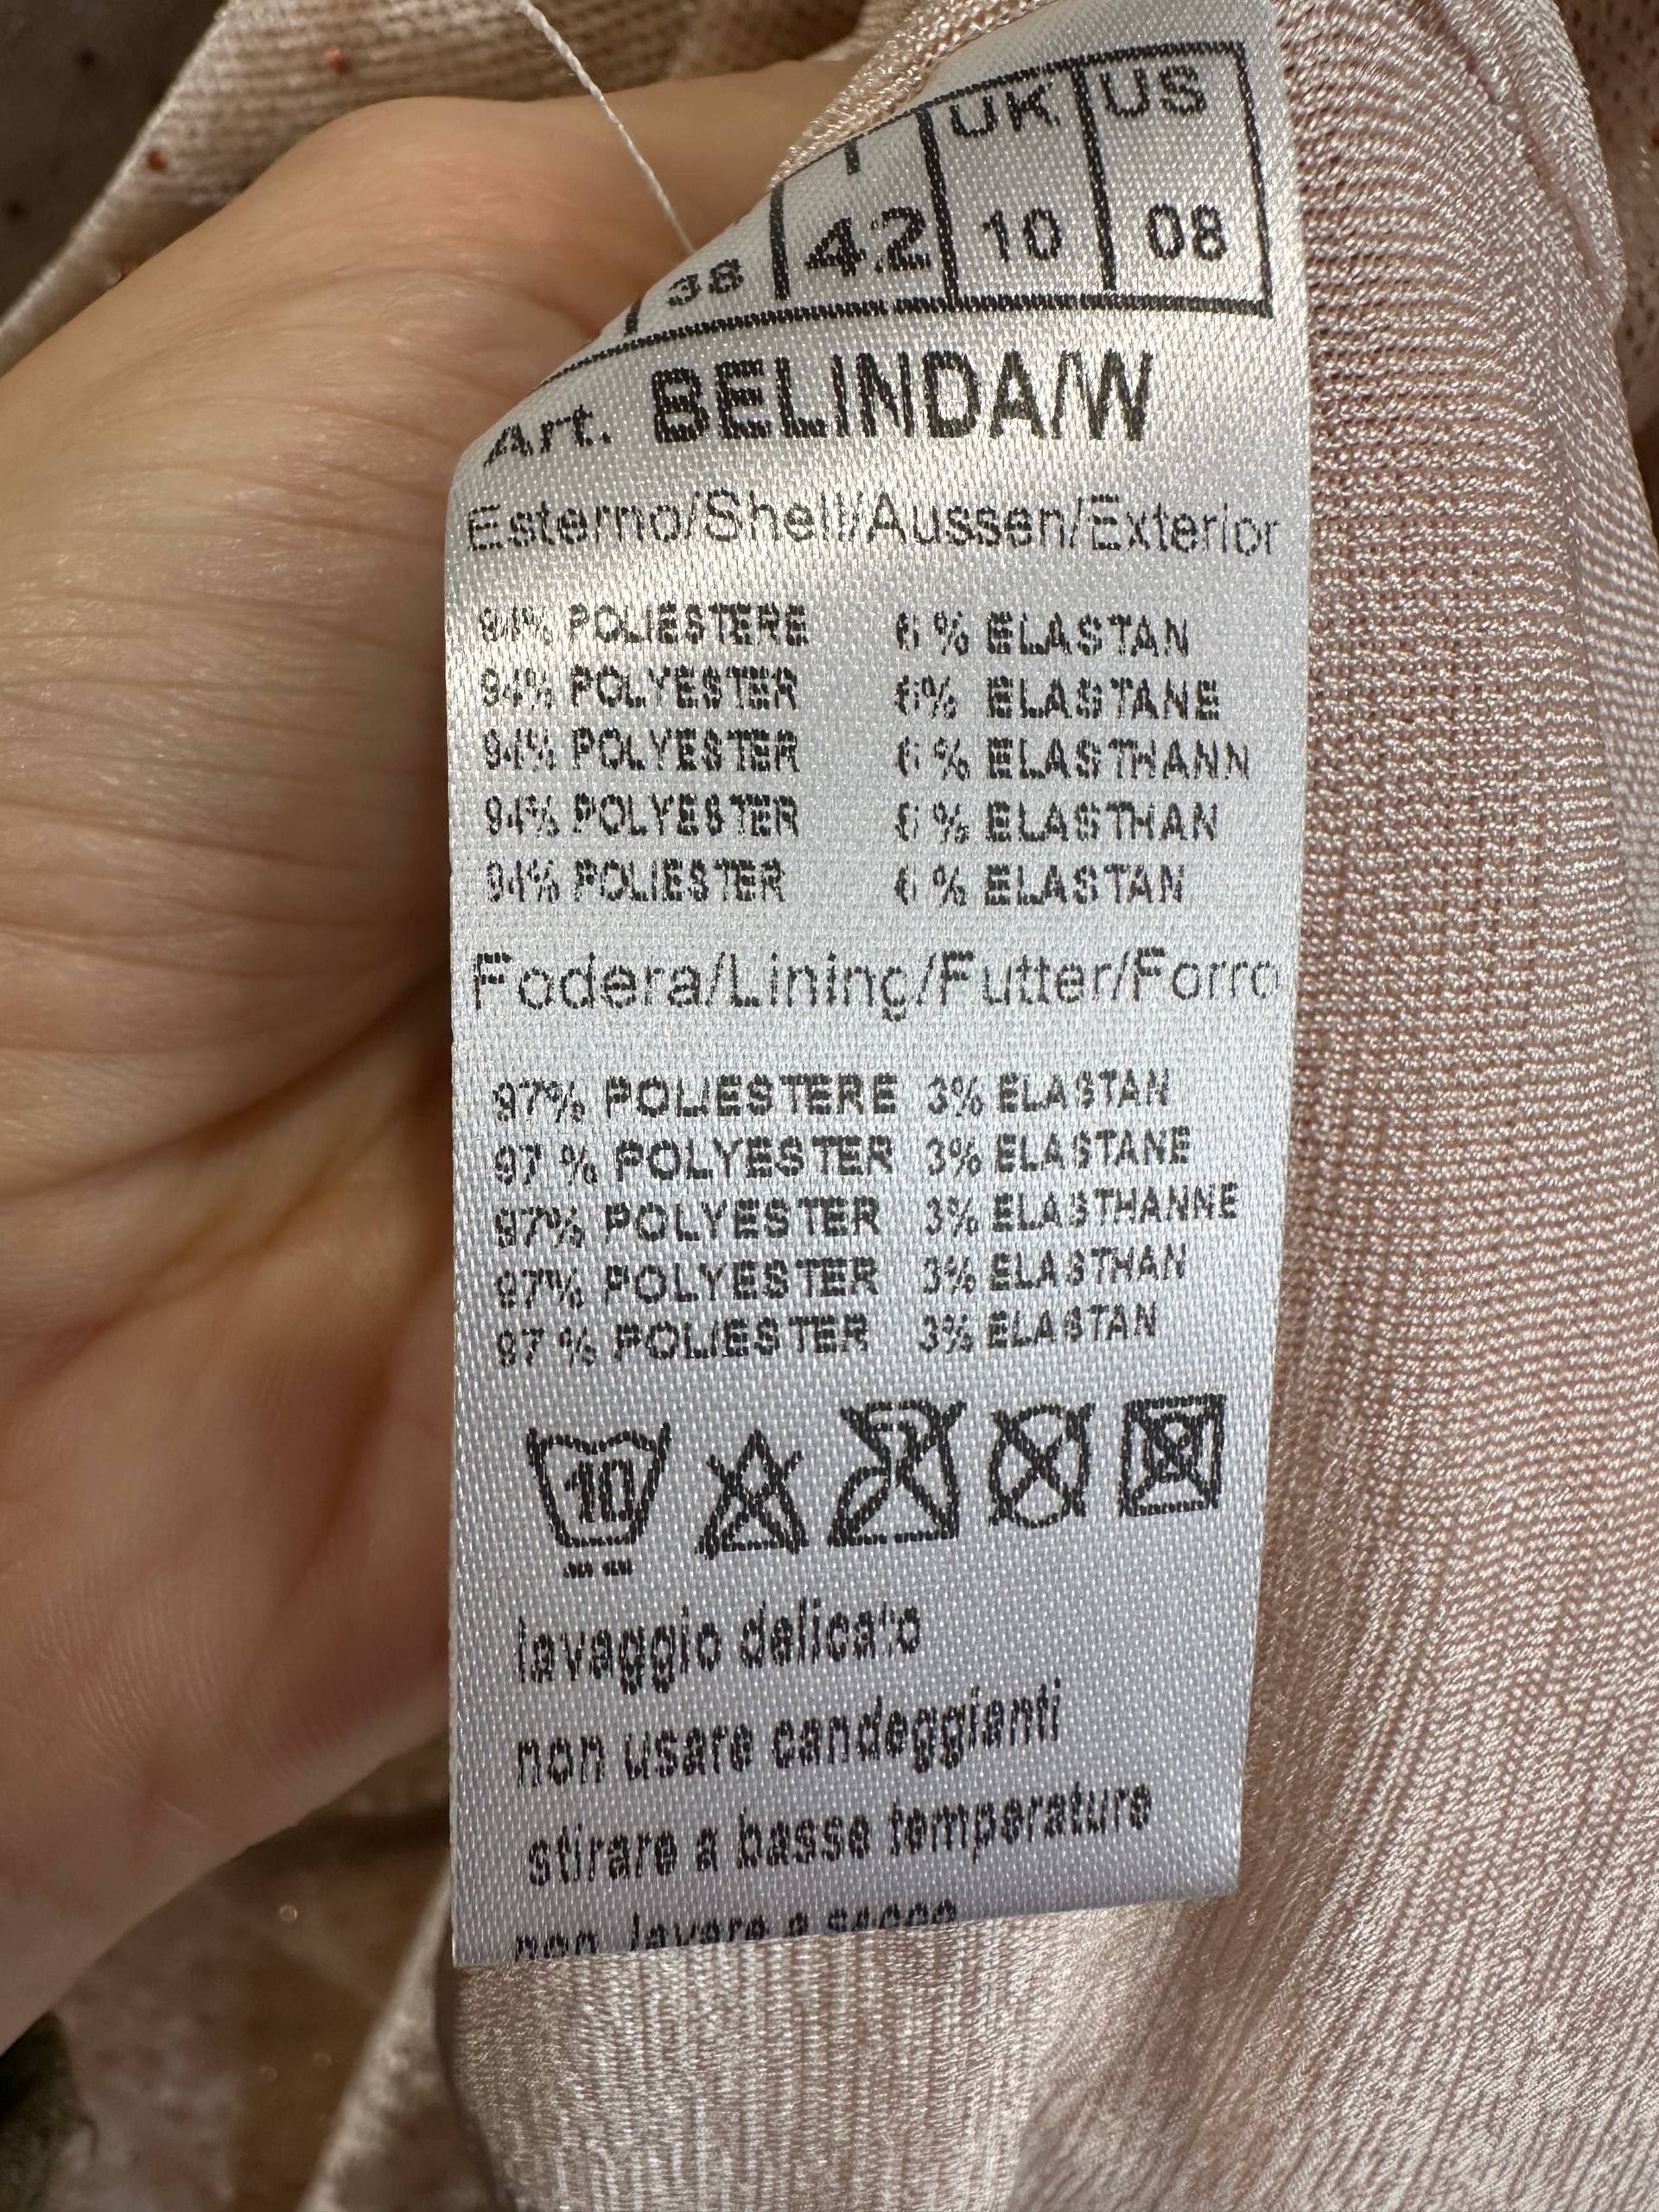 I UK US
38 42 10 08
Art. BELINDA/W
Esterno/Shell/Aussen/Exterior
94% POLIESTERE 6 % ELASTAN
94% POLYESTER 6% ELASTANE
94% POLYESTER 6 % ELASTHANN
94% POLYESTER 6 % ELASTHAN
94% POLIESTER 6 % ELASTAN
Fodera/Lining/Futter/Forro
97% POLIESTERE 3% ELASTAN
97 % POLYESTER 3% ELASTANE
97% POLYESTER 3% ELASTHANNE
97% POLYESTER 3% ELASTHAN
97 % POLIESTER 3% ELASTAN
10
lavaggio delicato
non usare candeggianti
stirare a basse temperature
non lavare a secco